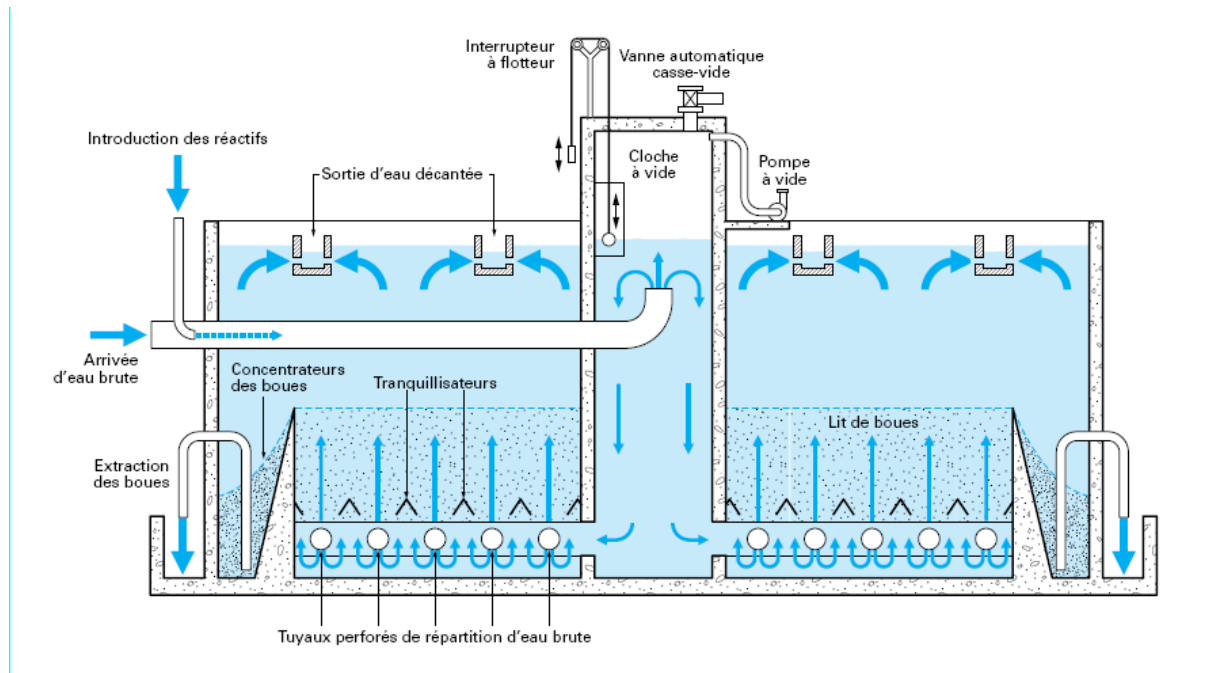 Interrupteur
à flotteur
Vanne automatique
casse-vide
Introduction des réactifs
Sortie d'eau décantée
Cloche
à vide
Pompe
à vide
Arrivée
d'eau brute
Concentrateurs
des boues
Tranquillisateurs
Lit de boues
Extraction
des boues
Tuyaux perforés de répartition d'eau brute